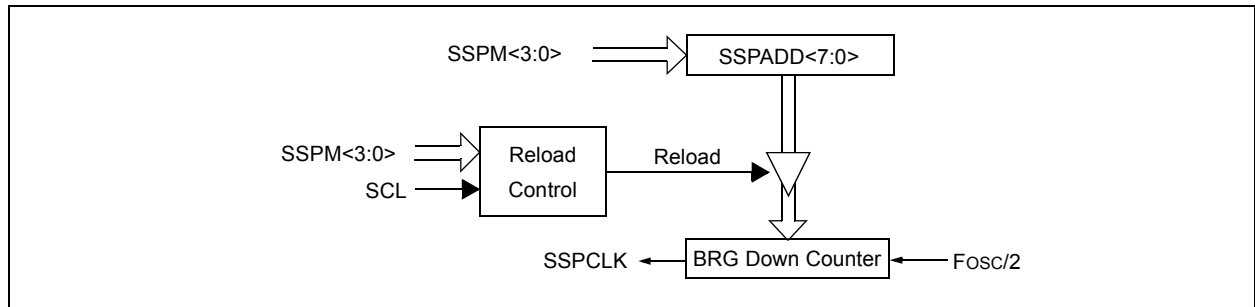 SSPM<3:0>
SSPADD<7:0>
SSPM<3:0>
SCL
Reload
Control
Reload
SSPCLK
BRG Down Counter
FOSC/2